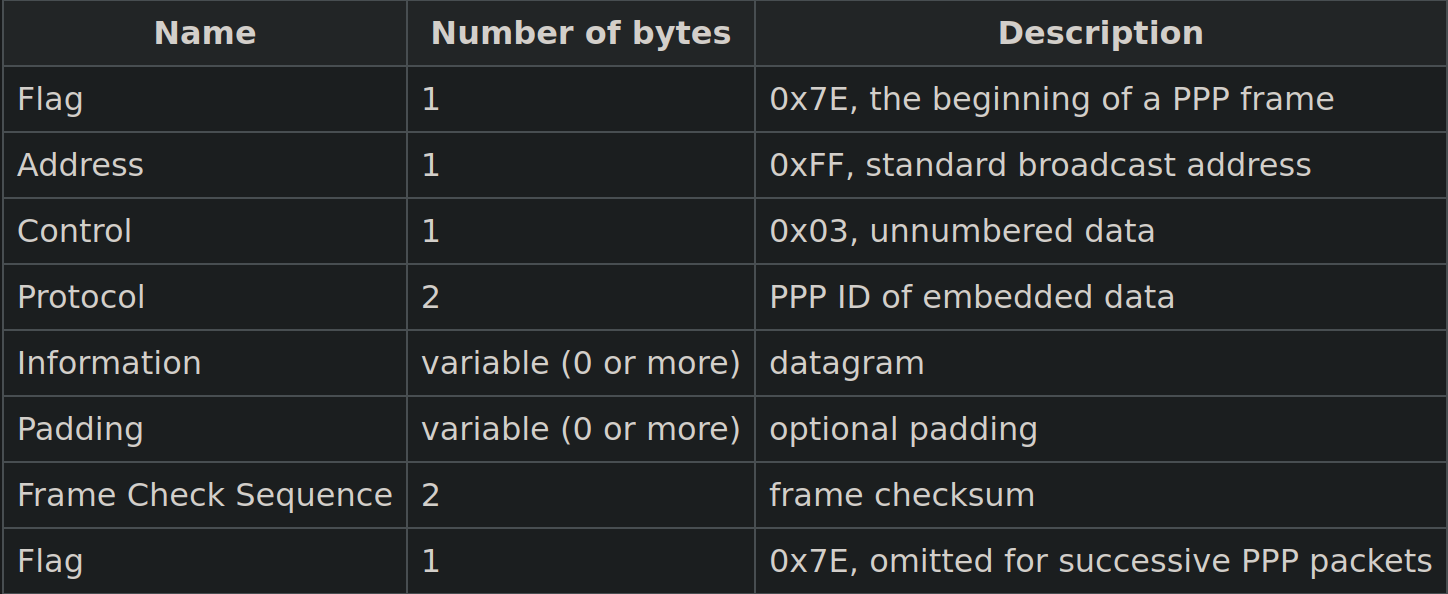 Name Number of bytes Description
Flag 1 0x7E, the beginning of a PPP frame
Address 1 0xFF, standard broadcast address
Control 1 0x03, unnumbered data
Protocol 2 PPP ID of embedded data
Information variable (0 or more) datagram
Padding variable (0 or more) optional padding
Frame Check Sequence 2 frame checksum
Flag 1 0x7E, omitted for successive PPP packets